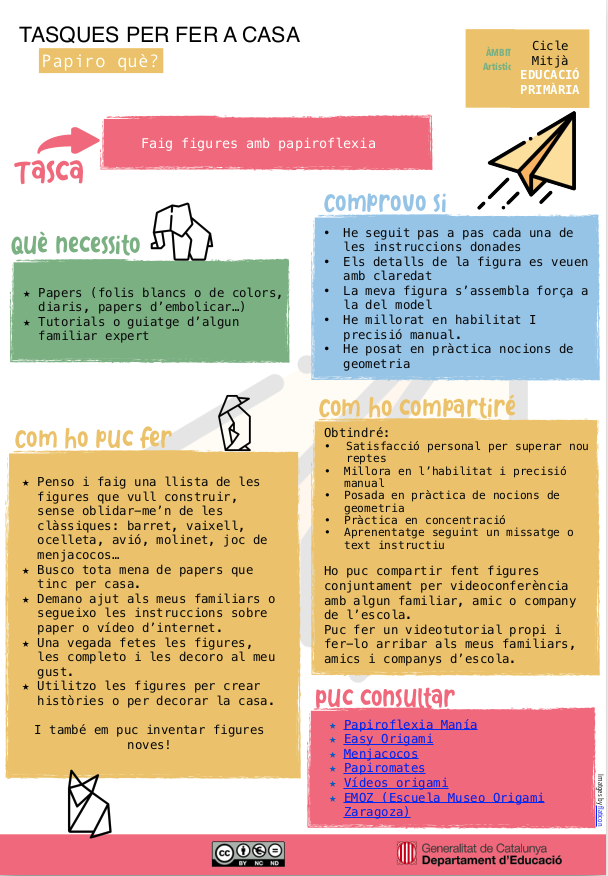 TASQUES PER FER A CASA
Papiro què?
ÀMBIT
Artístic
Cicle
Mitjà
EDUCACIÓ
PRIMÀRIA
Tasca
Faig figures amb papiroflexia
què necessito
★ Papers (folis blancs o de colors,
diaris, papers d’embolicar…)
★ Tutorials o guiatge d’algun
familiar expert
comprovo si
• He seguit pas a pas cada una de
les instruccions donades
• Els detalls de la figura es veuen
amb claredat
• La meva figura s’assembla força a
la del model
• He millorat en habilitat I
precisió manual.
• He posat en pràctica nocions de
geometria
com ho puc fer
★ Penso i faig una llista de les
figures que vull construir,
sense oblidar-me’n de les
clàssiques: barret, vaixell,
ocelleta, avió, molinet, joc de
menjacocos…
★ Busco tota mena de papers que
tinc per casa.
★ Demano ajut als meus familiars o
segueixo les instruccions sobre
paper o vídeo d’internet.
★ Una vegada fetes les figures,
les completo i les decoro al meu
gust.
★ Utilitzo les figures per crear
històries o per decorar la casa.
I també em puc inventar figures
noves!
com ho compartiré
Obtindré:
• Satisfacció personal per superar nou
reptes
• Millora en l’habilitat i precisió
manual
• Posada en pràctica de nocions de
geometria
• Pràctica en concentració
• Aprenentatge seguint un missatge o
text instructiu
Ho puc compartir fent figures
conjuntament per videoconferència
amb algun familiar, amic o company
de l’escola.
Puc fer un videotutorial propi i
fer-lo arribar als meus familiars,
amics i companys d’escola.
puc consultar
★ Papiroflexia Manía
★ Easy Origami
★ Menjacocos
★ Papiromates
★ Vídeos origami
★ EMOZ (Escuela Museo Origami
Zaragoza)
Imatges by flaticon
cc
BY NC ND
Generalitat de Catalunya
Departament d’Educació